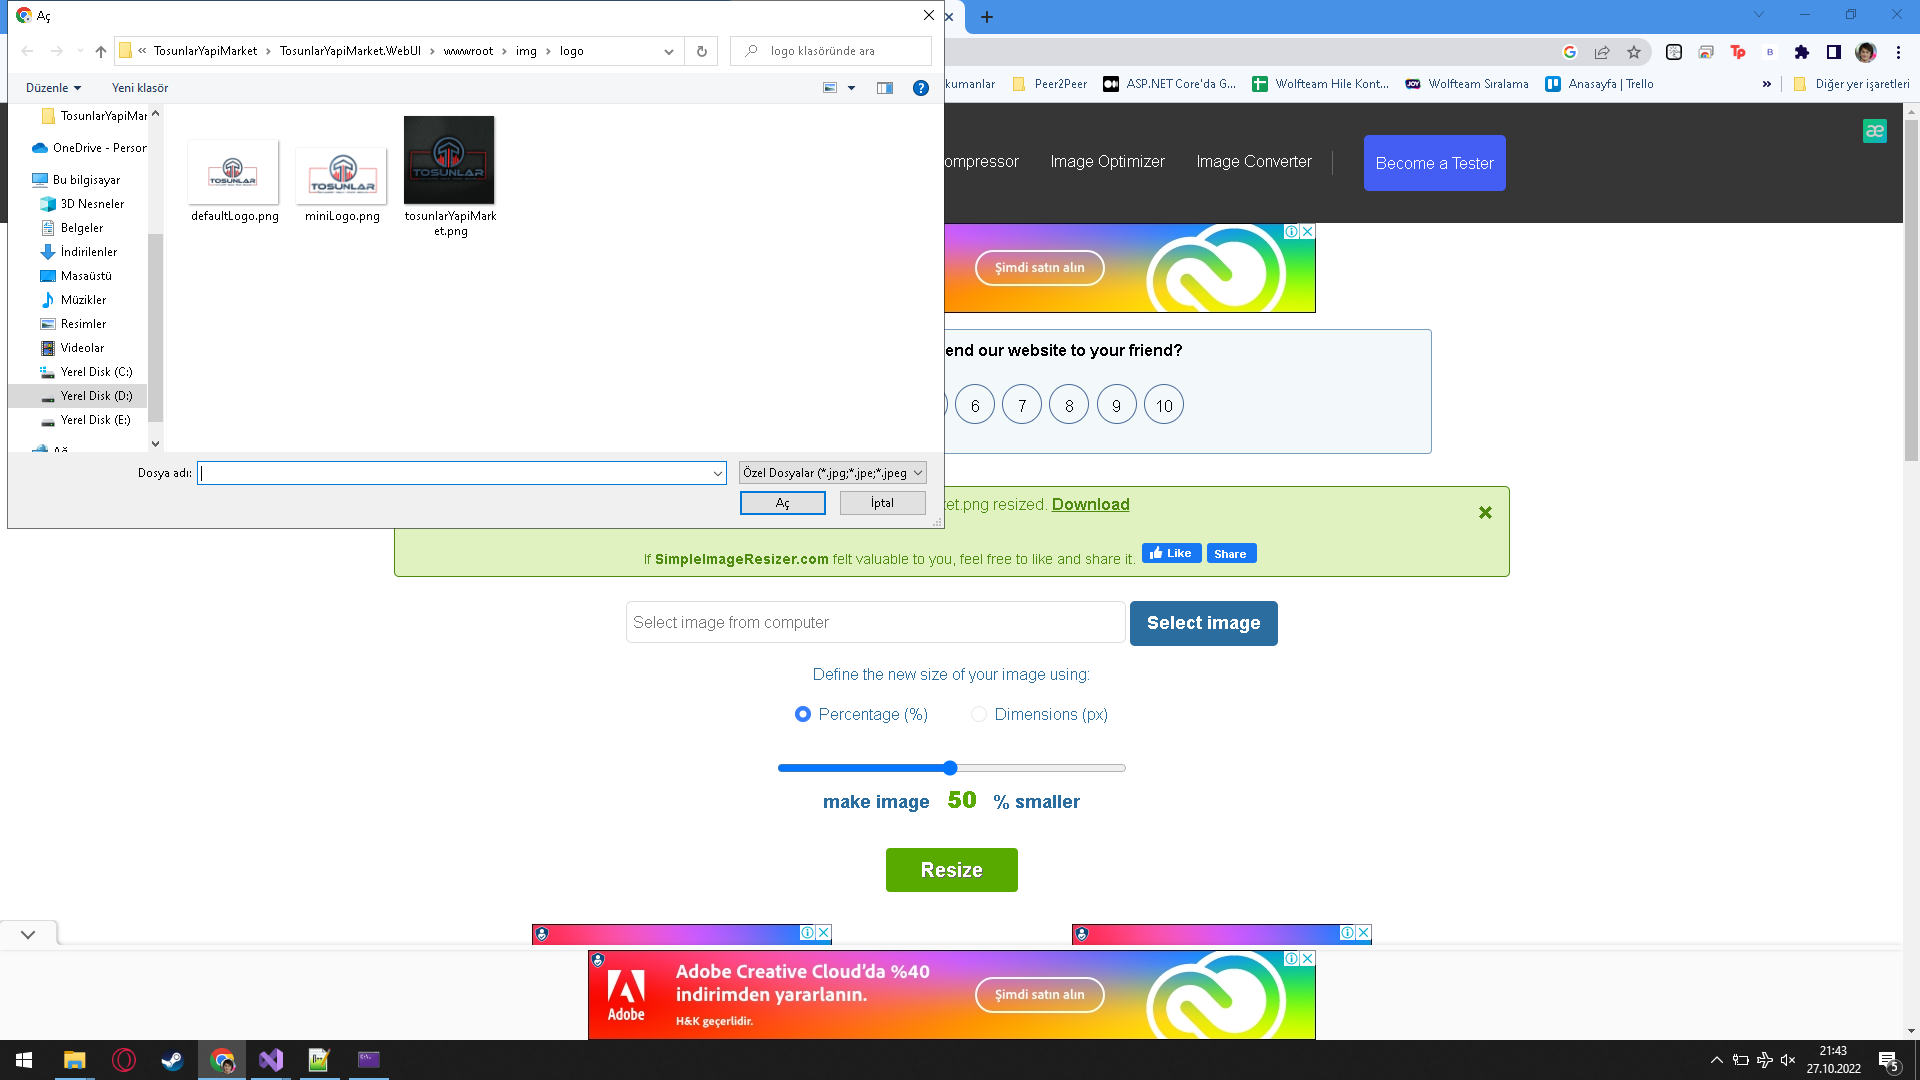 Aç
« TosunlarYapiMarket > TosunlarYapiMarket.WebUI > wwwroot > img > logo
logo klasöründe ara
Düzenle
Yeni klasör
TosunlarYapiMar
OneDrive - Person
Bu bilgisayar
3D Nesneler
Belgeler
İndirilenler
Masaüstü
Müzikler
Resimler
Videolar
Yerel Disk (C:)
Yerel Disk (D:)
Yerel Disk (E:)
TOSUNLAR
TOSUNLAR
TOSUNLAR
defaultLogo.png
miniLogo.png
tosunlarYapiMark
et.png
Dosya adı:
Özel Dosyalar (*.jpg;*.jpe;*.jpeg
Aç
İptal
Tp
B
kumanlar
Peer2Peer
ASP.NET Core'da G...
Wolfteam Hile Kont...
JOY
Wolfteam Sıralama
Anasayfa | Trello
»
Diğer yer işaretleri
ompressor
Image Optimizer
Image Converter
Become a Tester
æ
Şimdi satın alın
end our website to your friend?
6
7
8
9
10
et.png resized. Download
If SimpleImageResizer.com felt valuable to you, feel free to like and share it.
Like
Share
Select image from computer
Select image
Define the new size of your image using:
Percentage (%)
Dimensions (px)
make image 50 % smaller
Resize
Adobe
Adobe Creative Cloud'da %40
indirimden yararlanın.
H&K geçerlidir.
Şimdi satın alın
21:43
27.10.2022
5